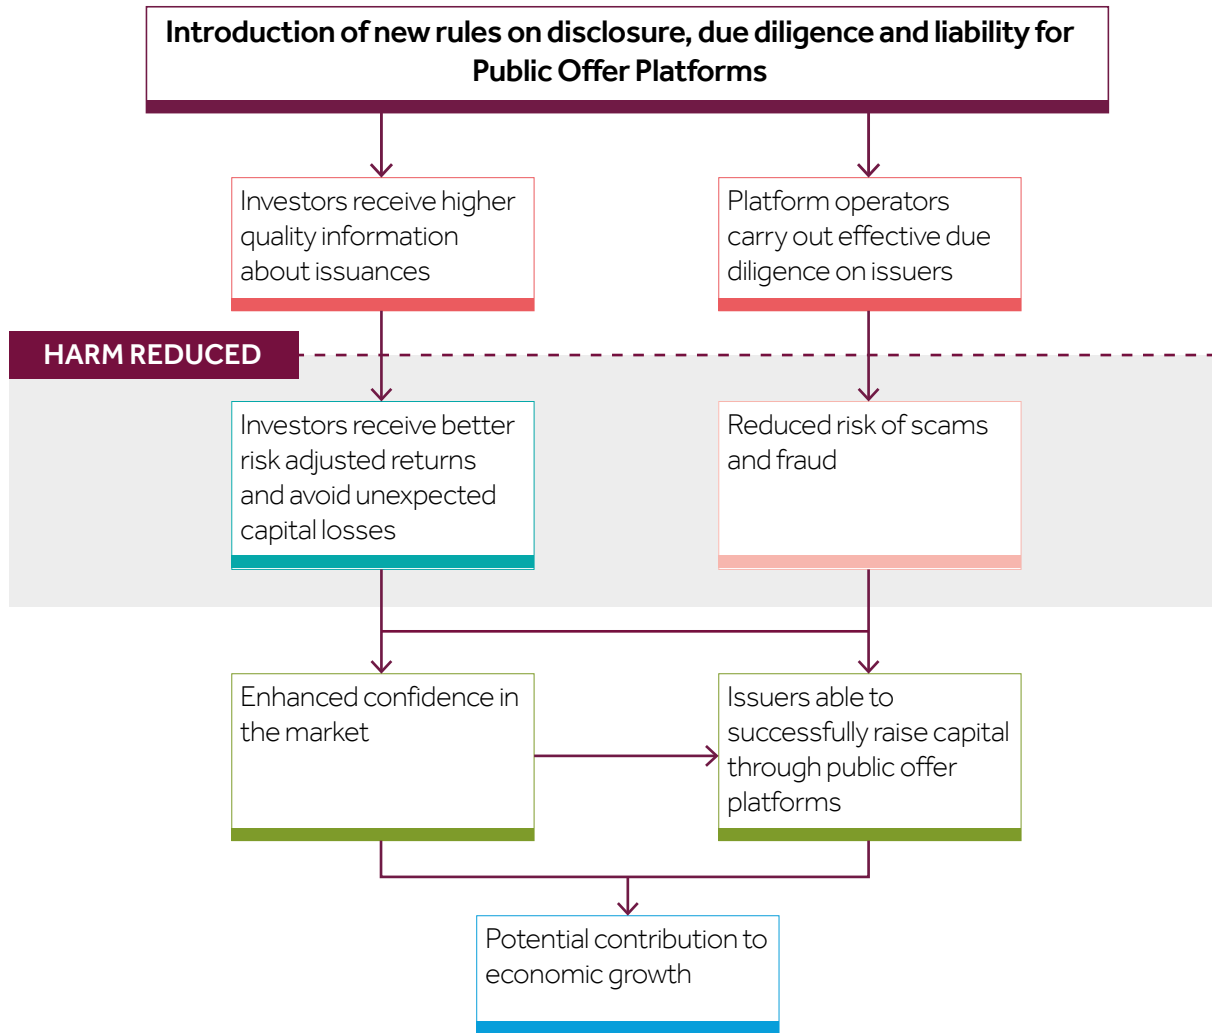 Introduction of new rules on disclosure, due diligence and liability for
Public Offer Platforms
Investors receive higher
quality information
about issuances
Platform operators
carry out effective due
diligence on issuers
HARM REDUCED
Investors receive better
risk adjusted returns
and avoid unexpected
capital losses
Reduced risk of scams
and fraud
Enhanced confidence in
the market
Issuers able to
successfully raise capital
through public offer
platforms
Potential contribution to
economic growth